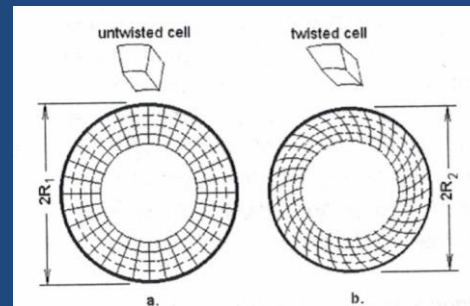 untwisted cell
twisted cell
2R₁
2R₂
a.
b.